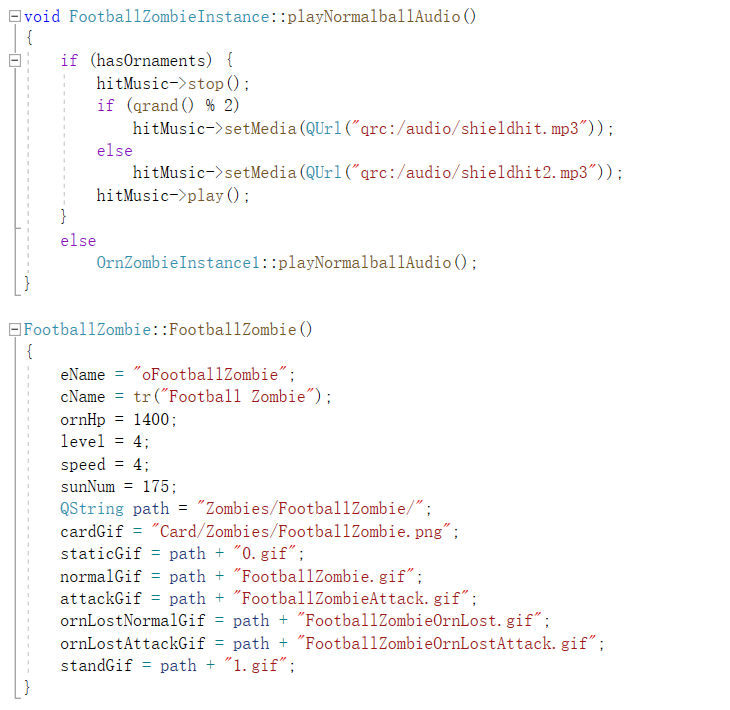 void FootballZombieInstance::playNormalballAudio()
{
    if (hasOrnaments) {
        hitMusic->stop();
        if (qrand() % 2)
            hitMusic->setMedia(QUrl("qrc:/audio/shieldhit.mp3"));
        else
            hitMusic->setMedia(QUrl("qrc:/audio/shieldhit2.mp3"));
        hitMusic->play();
    }
    else
        OrnZombieInstance1::playNormalballAudio();
}
FootballZombie::FootballZombie()
{
    eName = "oFootballZombie";
    cName = tr("Football Zombie");
    ornHp = 1400;
    level = 4;
    speed = 4;
    sunNum = 175;
    QString path = "Zombies/FootballZombie/";
    cardGif = "Card/Zombies/FootballZombie.png";
    staticGif = path + "0.gif";
    normalGif = path + "FootballZombie.gif";
    attackGif = path + "FootballZombieAttack.gif";
    ornLostNormalGif = path + "FootballZombieOrnLost.gif";
    ornLostAttackGif = path + "FootballZombieOrnLostAttack.gif";
    standGif = path + "1.gif";
}